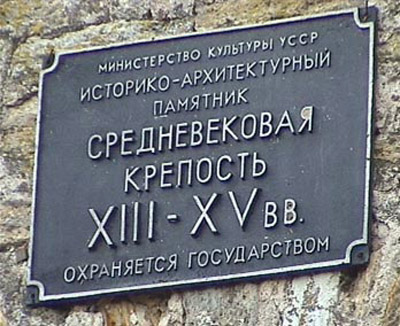 МИНИСТЕРСТВО КУЛЬТУРЫ УССР
ИСТОРИКО-АРХИТЕКТУРНЫЙ
ПАМЯТНИК
СРЕДНЕВЕКОВАЯ
КРЕПОСТЬ
XIII-XV ВВ.
ОХРАНЯЕТСЯ ГОСУДАРСТВОМ